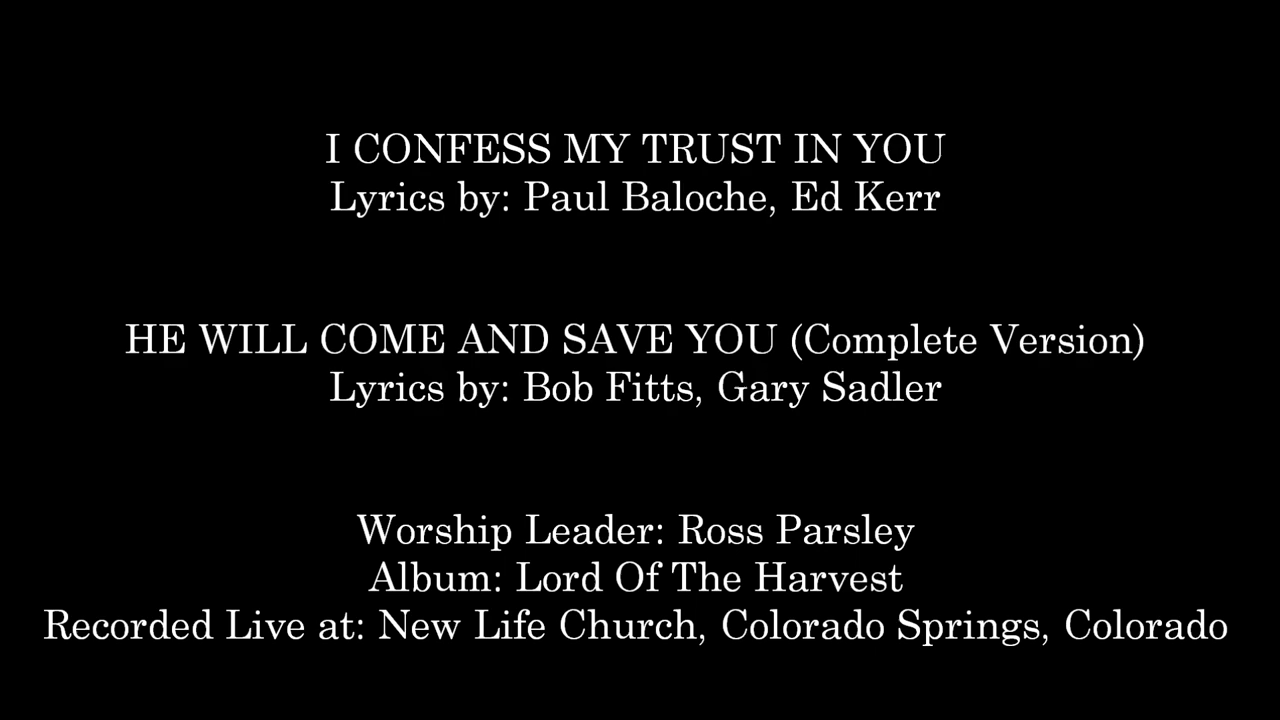 I CONFESS MY TRUST IN YOU
Lyrics by: Paul Baloche, Ed Kerr
HE WILL COME AND SAVE YOU (Complete Version)
Lyrics by: Bob Fitts, Gary Sadler
Worship Leader: Ross Parsley
Album: Lord Of The Harvest
Recorded Live at: New Life Church, Colorado Springs, Colorado